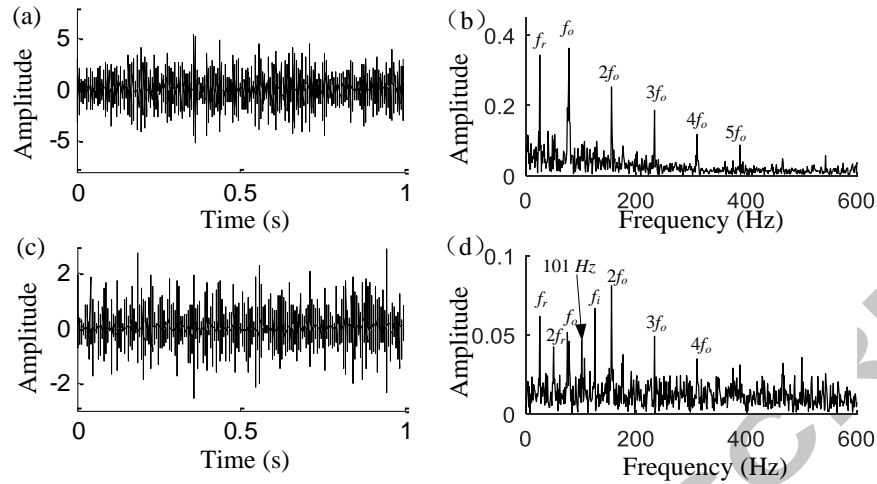 (a)
Amplitude
5
0
-5
0
0.5
1
Time (s)
(b)
Amplitude
0.4
0.2
0
fr
fo
2fo
3fo
4fo
5fo
0
200
400
600
Frequency (Hz)
(c)
Amplitude
2
0
-2
0
0.5
1
Time (s)
(d)
Amplitude
0.1
0.05
0
101 Hz
fr
2fr
fo
fi
2fo
3fo
4fo
0
200
400
600
Frequency (Hz)